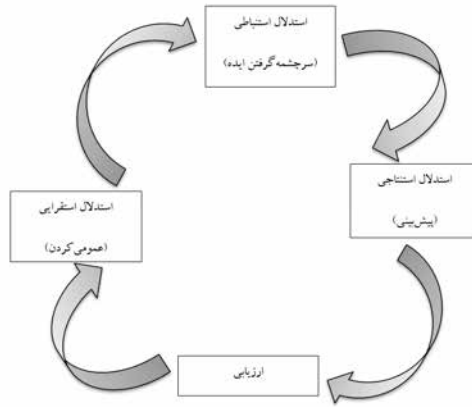 استدلال استنباطی
(سرچشمه‌گرفتن ایده)
استدلال استنتاجی
(پیش‌بینی)
ارزیابی
استدلال استقرایی
(عمومی‌کردن)